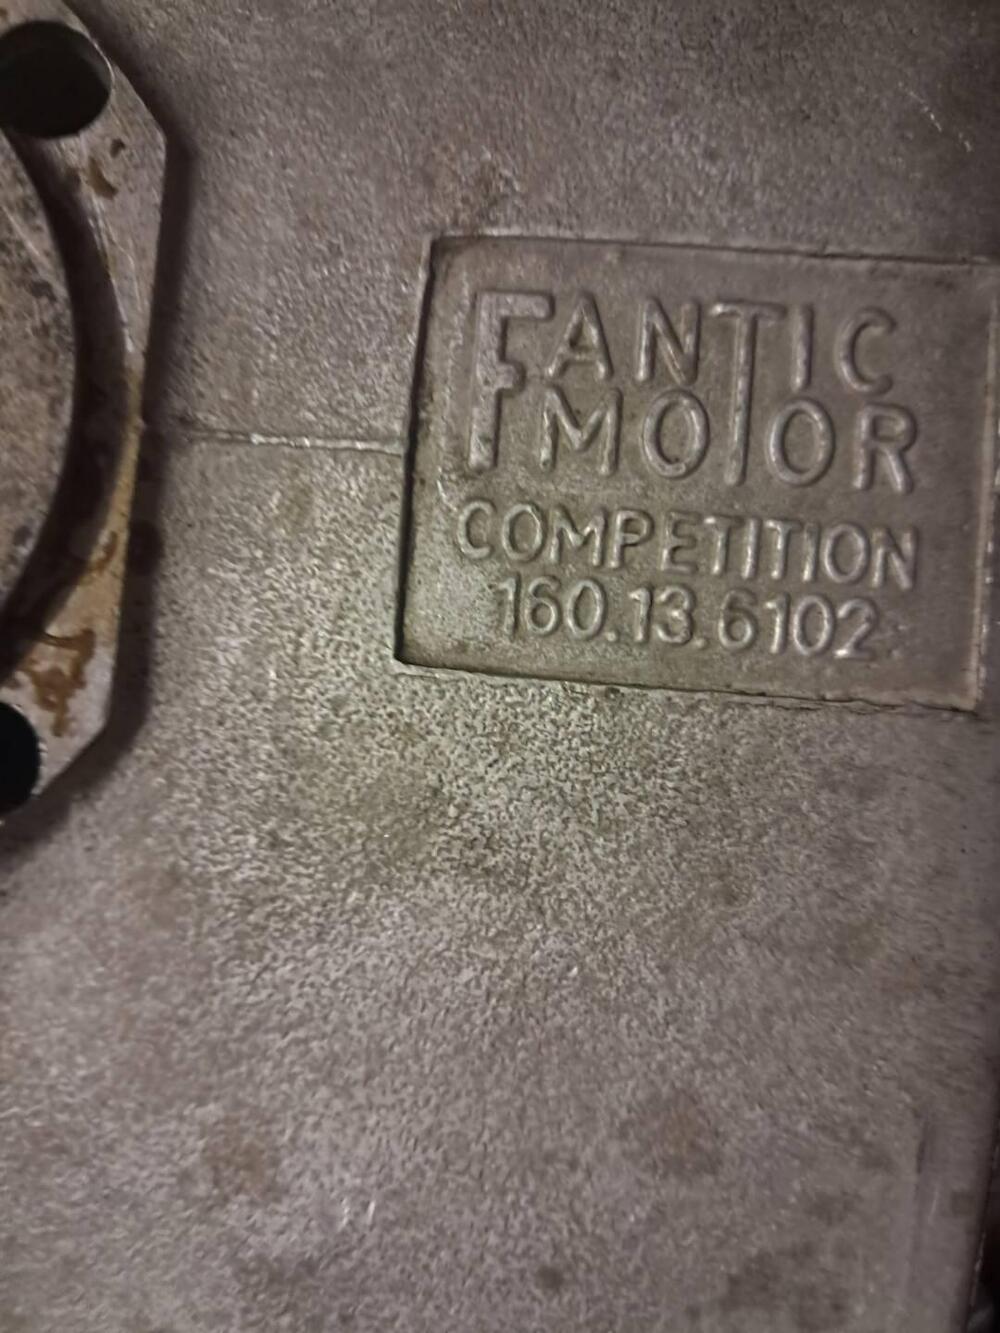 FANTIC
MOTOR
COMPETITION
160.13.6102